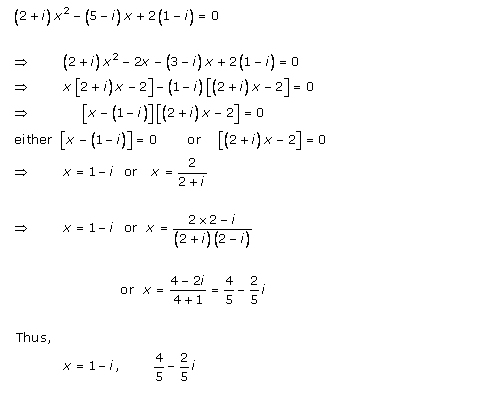 (2+i)x² − (5−i)x + 2(1−i) = 0
⇒ (2+i)x² − 2x − (3−i)x + 2(1−i) = 0
⇒ x[2+i)x − 2] − (1−i)[(2+i)x − 2] = 0
⇒ [x − (1−i)][(2+i)x − 2] = 0
either [x − (1−i)] = 0 or [(2+i)x − 2] = 0
⇒ x = 1−i or x = 2/(2+i)
⇒ x = 1−i or x = (2×2−i)/((2+i)(2−i))
or x = (4−2i)/(4+1) = 4/5 − 2/5 i
Thus,
x = 1−i, 4/5 − 2/5 i